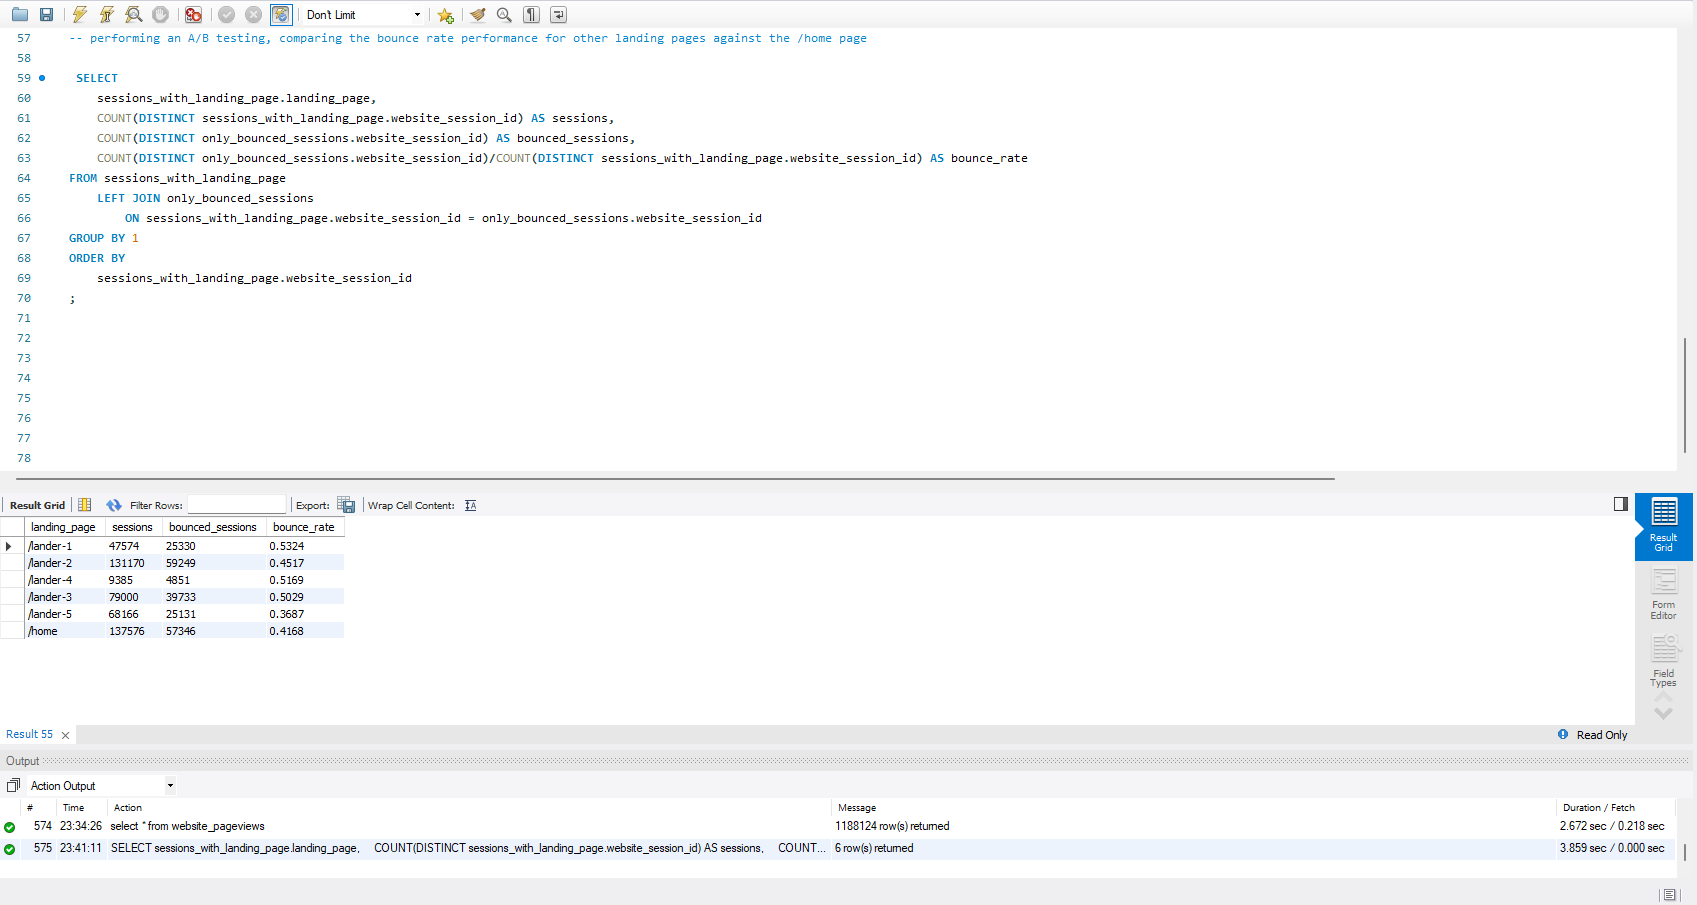 Don't Limit
57 -- performing an A/B testing, comparing the bounce rate performance for other landing pages against the /home page
58
59 SELECT
60 sessions_with_landing_page.landing_page,
61 COUNT(DISTINCT sessions_with_landing_page.website_session_id) AS sessions,
62 COUNT(DISTINCT only_bounced_sessions.website_session_id) AS bounced_sessions,
63 COUNT(DISTINCT only_bounced_sessions.website_session_id)/COUNT(DISTINCT sessions_with_landing_page.website_session_id) AS bounce_rate
64 FROM sessions_with_landing_page
65 LEFT JOIN only_bounced_sessions
66 ON sessions_with_landing_page.website_session_id = only_bounced_sessions.website_session_id
67 GROUP BY 1
68 ORDER BY
69 sessions_with_landing_page.website_session_id
70 ;
71
72
73
74
75
76
77
78
Result Grid Filter Rows: Export: Wrap Cell Content:
landing_page sessions bounced_sessions bounce_rate
/lander-1 47574 25330 0.5324
/lander-2 131170 59249 0.4517
/lander-4 9385 4851 0.5169
/lander-3 79000 39733 0.5029
/lander-5 68166 25131 0.3687
/home 137576 57346 0.4168
Result
Grid
Form
Editor
Field
Types
Result 55 Read Only
Output
Action Output
# Time Action Message Duration / Fetch
574 23:34:26 select * from website_pageviews 1188124 row(s) returned 2.672 sec / 0.218 sec
575 23:41:11 SELECT sessions_with_landing_page.landing_page, COUNT(DISTINCT sessions_with_landing_page.website_session_id) AS sessions, COUNT... 6 row(s) returned 3.859 sec / 0.000 sec